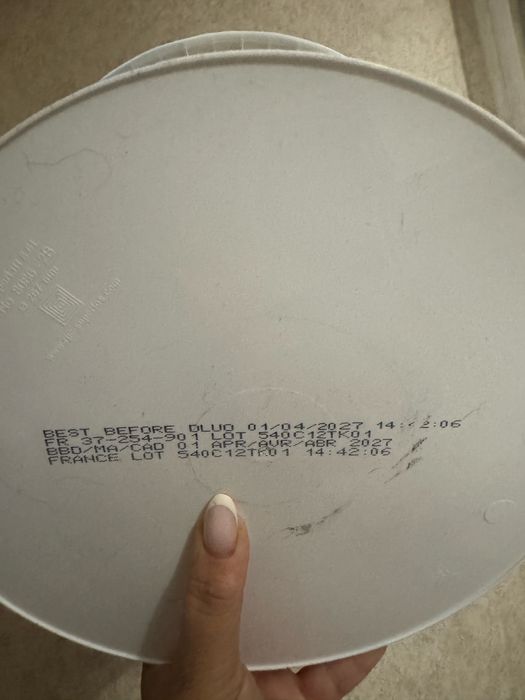 BEST BEFORE DLUO 01/04/2027 14:42:06
FR 37-254-901 LOT 540C12TK01
BBD/MA/CAD 01 APR/AVR/ABR 2027
FRANCE LOT 540C12TK01 14:42:06